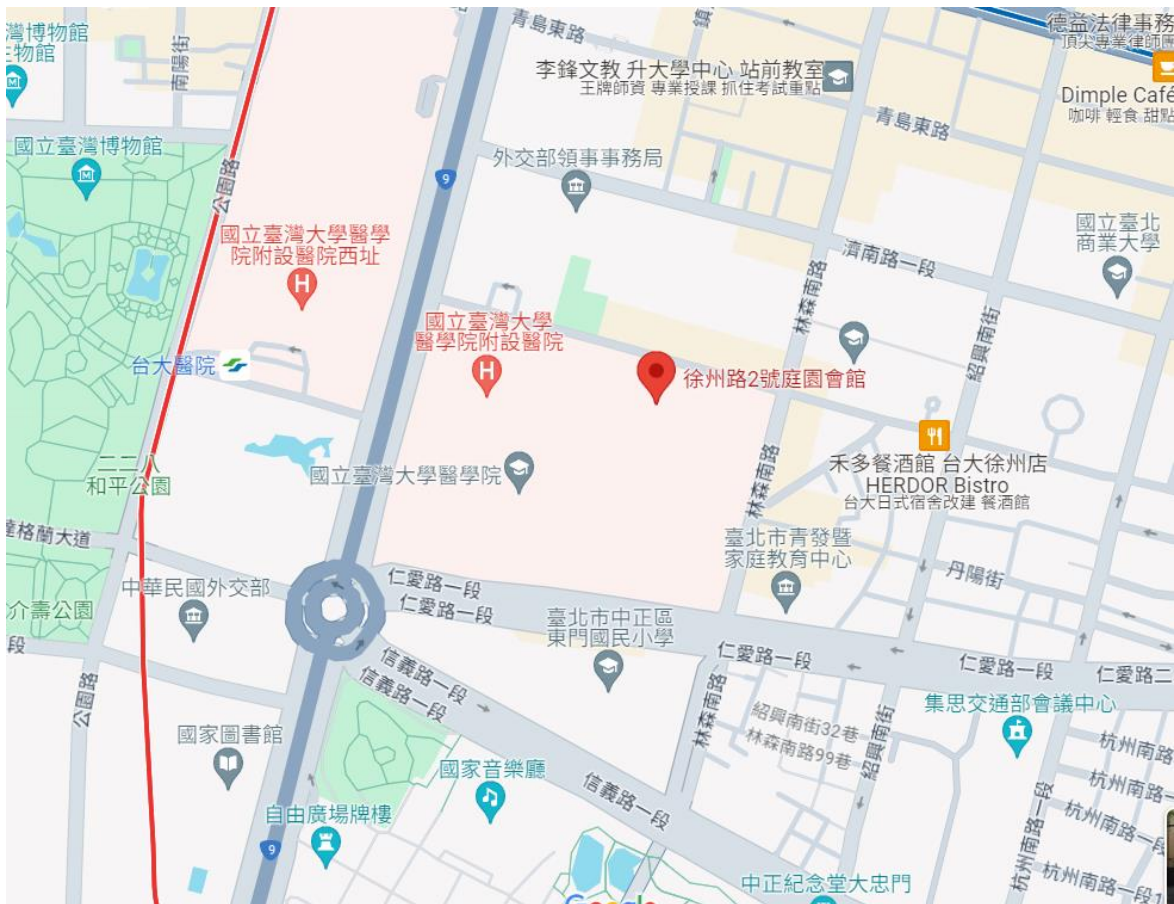 灣博物館
生物館
南陽街
國立臺灣博物館
公園路
青島東路
德益法律事務
頂尖專業律師團
李鋒文教 升大學中心 站前教室
王牌師資 專業授課 抓住考試重點
Dimple Café
咖啡 輕食 甜點
青島東路
外交部領事事務局
9
國立臺北
商業大學
國立臺灣大學醫學
院附設醫院西址
H
濟南路一段
林森南路
紹興南街
國立臺灣大學
醫學院附設醫院
H
台大醫院
徐州路2號庭園會館
禾多餐酒館 台大徐州店
HERDOR Bistro
台大日式宿舍改建 餐酒館
二二八
和平公園
國立臺灣大學醫學院
林森南路
達格蘭大道
臺北市青發暨
家庭教育中心
丹陽街
中華民國外交部
仁愛路一段
仁愛路一段
介壽公園
段
臺北市中正區
東門國民小學
仁愛路一段
仁愛路一段
仁愛路二
信義路一段
信義路一段
公園路
林森南路
紹興南街32巷
林森南路99巷
紹興南街
集思交通部會議中心
國家圖書館
國家音樂廳
信義路一段
杭州南路一段
杭州南
杭州南路一
杭州南路一
杭州南路一段1
自由廣場牌樓
9
中正紀念堂大忠門
Google